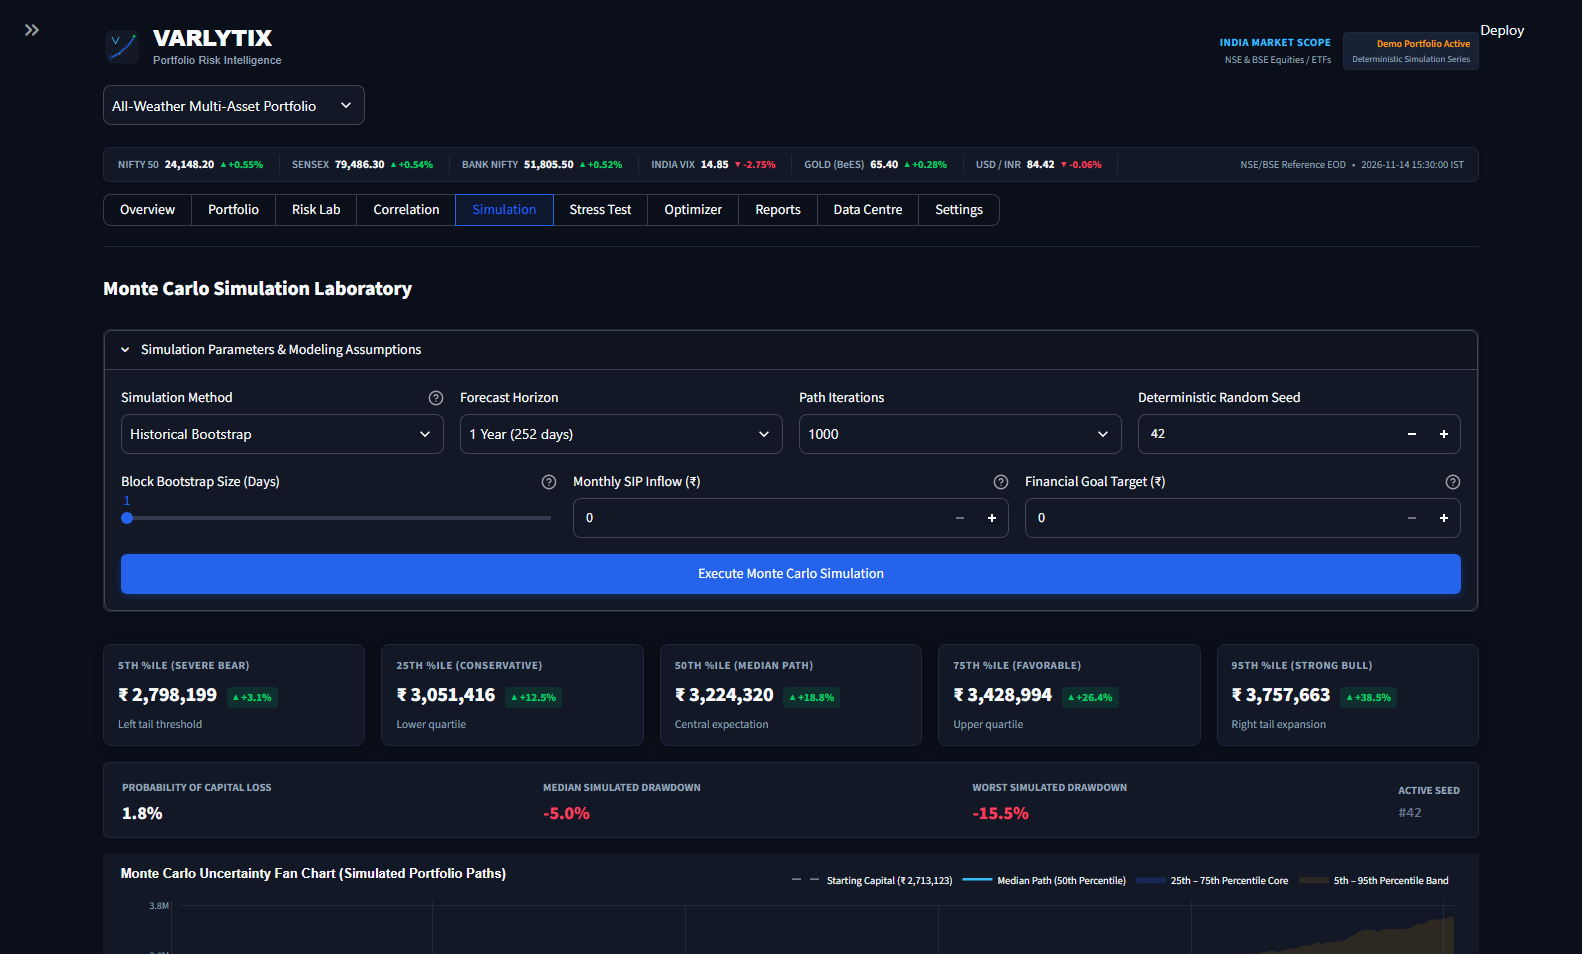 Deploy
VARLYTIX
Portfolio Risk Intelligence
INDIA MARKET SCOPE
NSE & BSE Equities / ETFs
Demo Portfolio Active
Deterministic Simulation Series
All-Weather Multi-Asset Portfolio
NIFTY 50 24,148.20 ▲ +0.55% SENSEX 79,486.30 ▲ +0.54% BANK NIFTY 51,805.50 ▲ +0.52% INDIA VIX 14.85 ▼ -2.75% GOLD (BeES) 65.40 ▲ +0.28% USD / INR 84.42 ▼ -0.06% NSE/BSE Reference EOD • 2026-11-14 15:30:00 IST
Overview Portfolio Risk Lab Correlation Simulation Stress Test Optimizer Reports Data Centre Settings
Monte Carlo Simulation Laboratory
Simulation Parameters & Modeling Assumptions
Simulation Method Forecast Horizon Path Iterations Deterministic Random Seed
Historical Bootstrap 1 Year (252 days) 1000 42
Block Bootstrap Size (Days) Monthly SIP Inflow (₹) Financial Goal Target (₹)
1
0 0
Execute Monte Carlo Simulation
5TH %ILE (SEVERE BEAR) 25TH %ILE (CONSERVATIVE) 50TH %ILE (MEDIAN PATH) 75TH %ILE (FAVORABLE) 95TH %ILE (STRONG BULL)
₹ 2,798,199 ▲ +3.1% ₹ 3,051,416 ▲ +12.5% ₹ 3,224,320 ▲ +18.8% ₹ 3,428,994 ▲ +26.4% ₹ 3,757,663 ▲ +38.5%
Left tail threshold Lower quartile Central expectation Upper quartile Right tail expansion
PROBABILITY OF CAPITAL LOSS MEDIAN SIMULATED DRAWDOWN WORST SIMULATED DRAWDOWN ACTIVE SEED
1.8% -5.0% -15.5% #42
Monte Carlo Uncertainty Fan Chart (Simulated Portfolio Paths)
Starting Capital (₹ 2,713,123) Median Path (50th Percentile) 25th – 75th Percentile Core 5th – 95th Percentile Band
3.8M